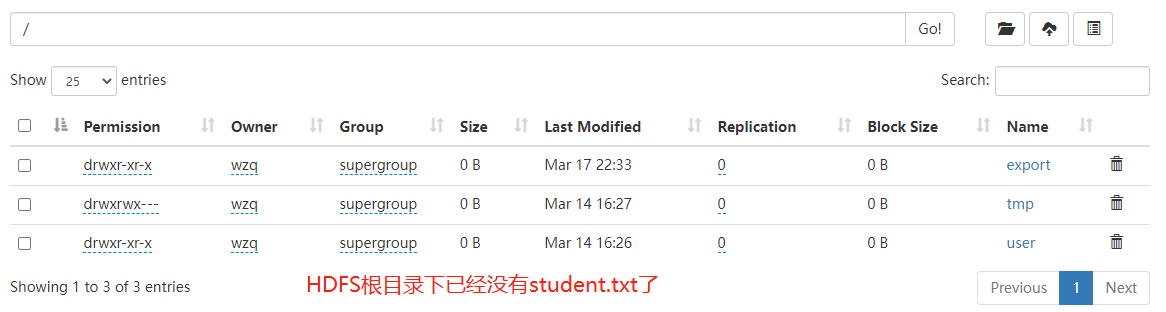 / Go!
Show 25 entries Search:
Permission Owner Group Size Last Modified Replication Block Size Name
drwxr-xr-x wzq supergroup 0 B Mar 17 22:33 0 0 B export
drwxrwx--- wzq supergroup 0 B Mar 14 16:27 0 0 B tmp
drwxr-xr-x wzq supergroup 0 B Mar 14 16:26 0 0 B user
Showing 1 to 3 of 3 entries HDFS根目录下已经没有student.txt了 Previous 1 Next